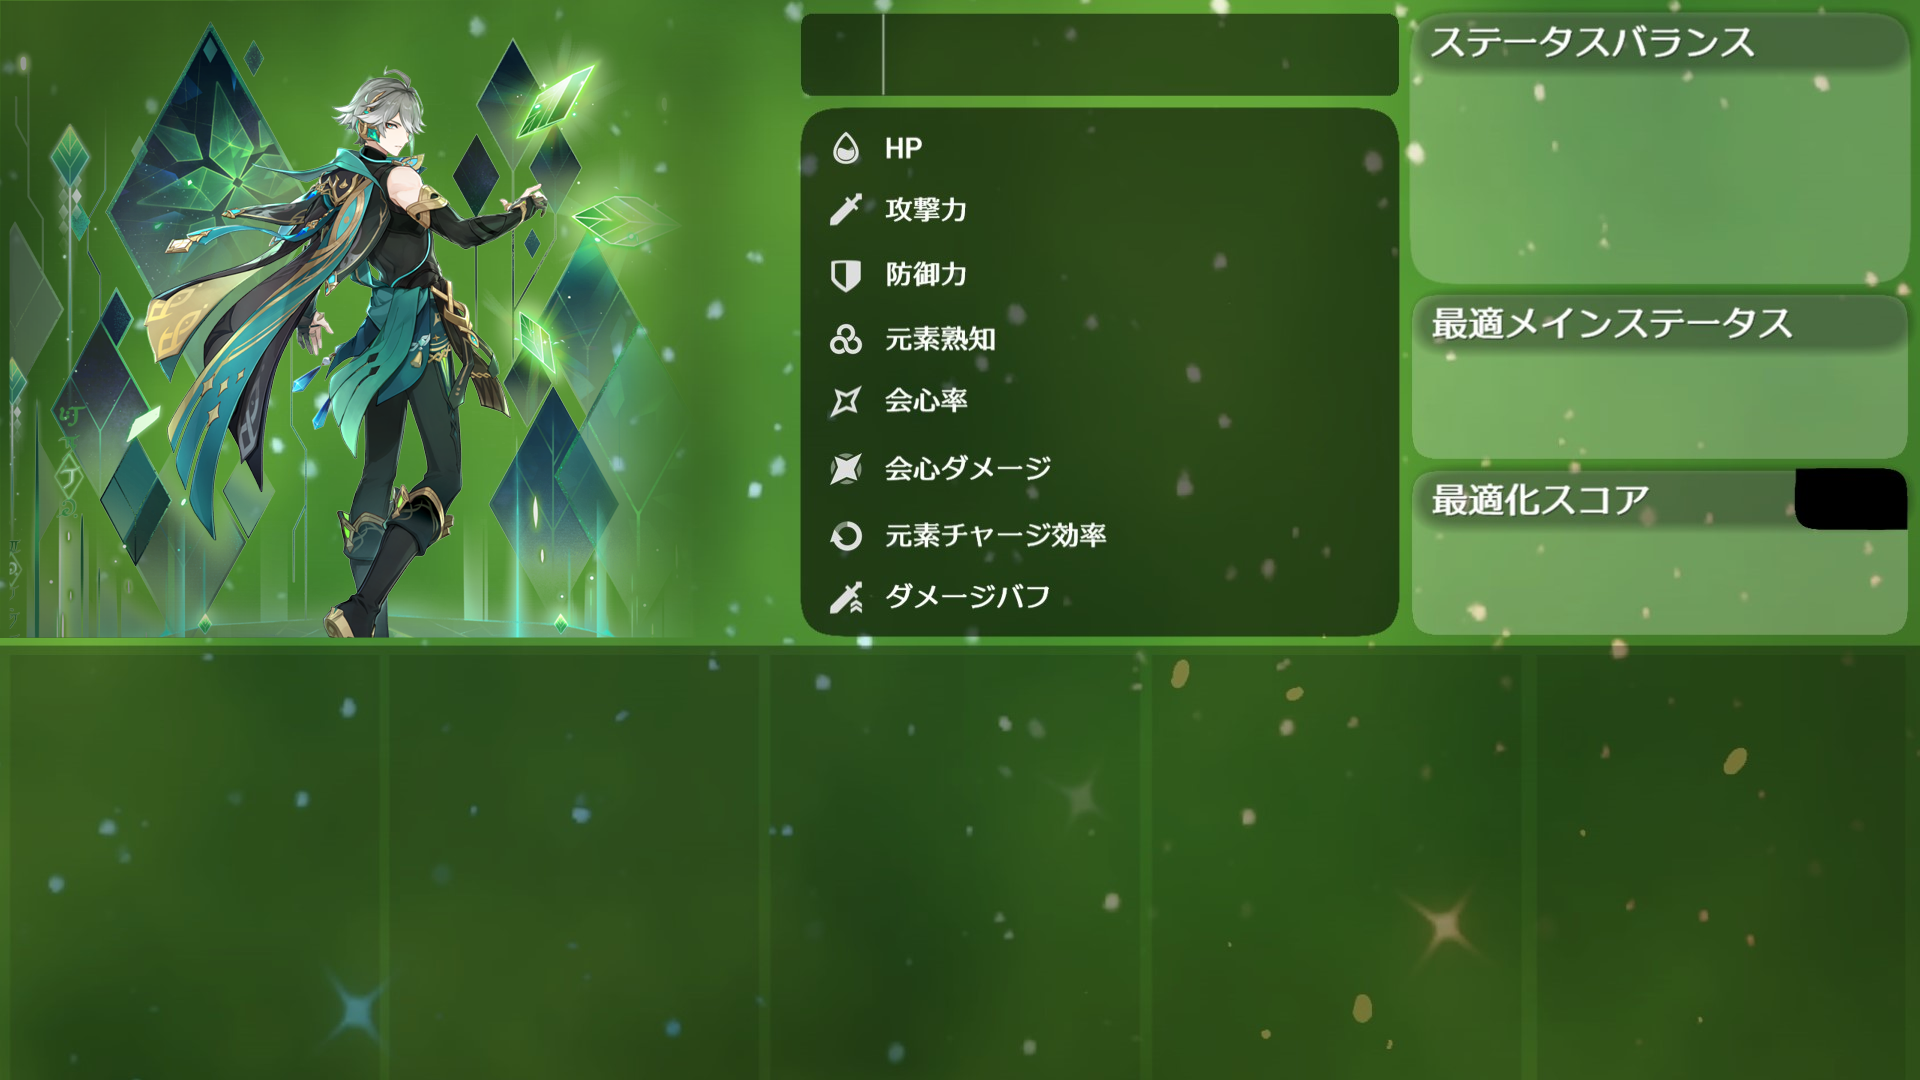 HP
攻撃力
防御力
元素熟知
会心率
会心ダメージ
元素チャージ効率
ダメージバフ
ステータスバランス
最適メインステータス
最適化スコア